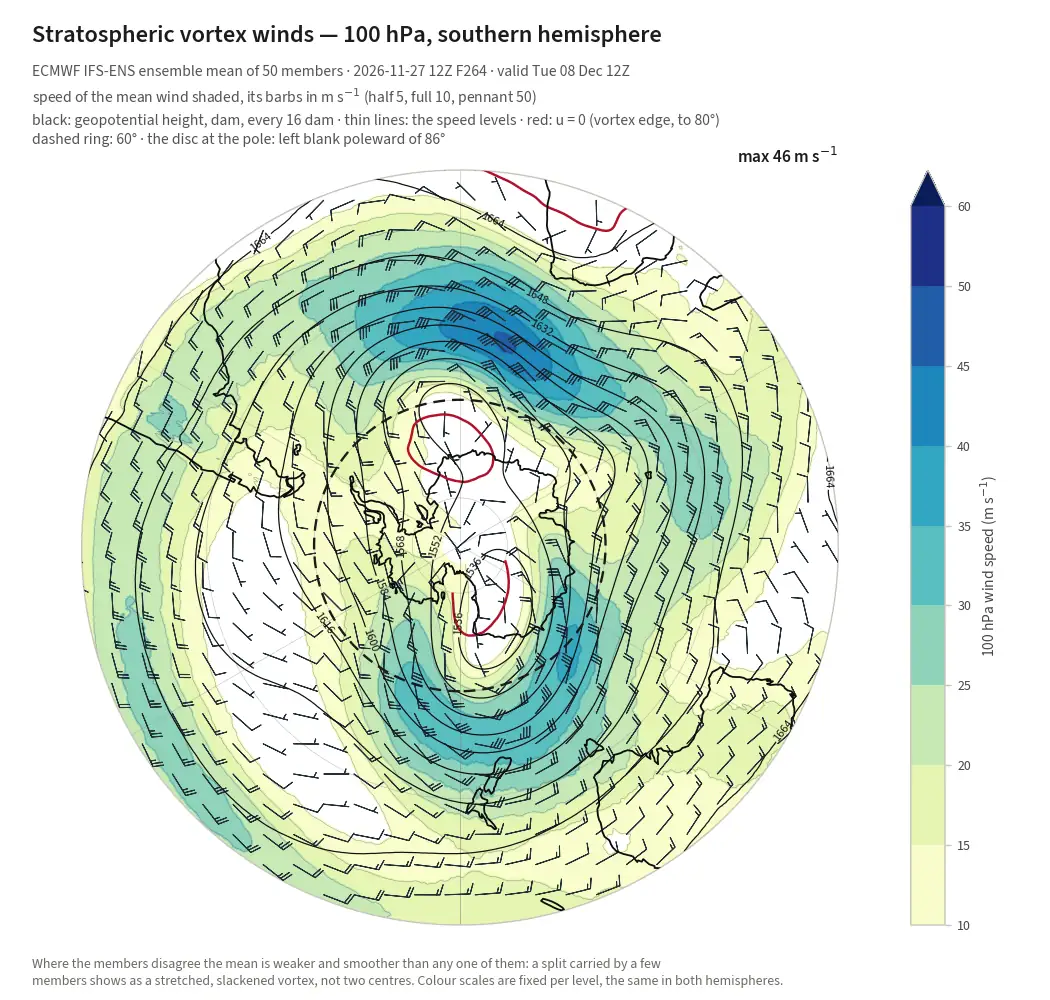 Stratospheric vortex winds — 100 hPa, southern hemisphere
ECMWF IFS-ENS ensemble mean of 50 members · 2026-11-27 12Z F264 · valid Tue 08 Dec 12Z
speed of the mean wind shaded, its barbs in m s⁻¹ (half 5, full 10, pennant 50)
black: geopotential height, dam, every 16 dam · thin lines: the speed levels · red: u = 0 (vortex edge, to 80°)
dashed ring: 60° · the disc at the pole: left blank poleward of 86°
max 46 m s⁻¹
1664
1664
1648
1632
1664
1568
1552
1536
1584
1616
1600
1536
1664
60
50
45
40
35
30
25
20
15
10
100 hPa wind speed (m s⁻¹)
Where the members disagree the mean is weaker and smoother than any one of them: a split carried by a few
members shows as a stretched, slackened vortex, not two centres. Colour scales are fixed per level, the same in both hemispheres.